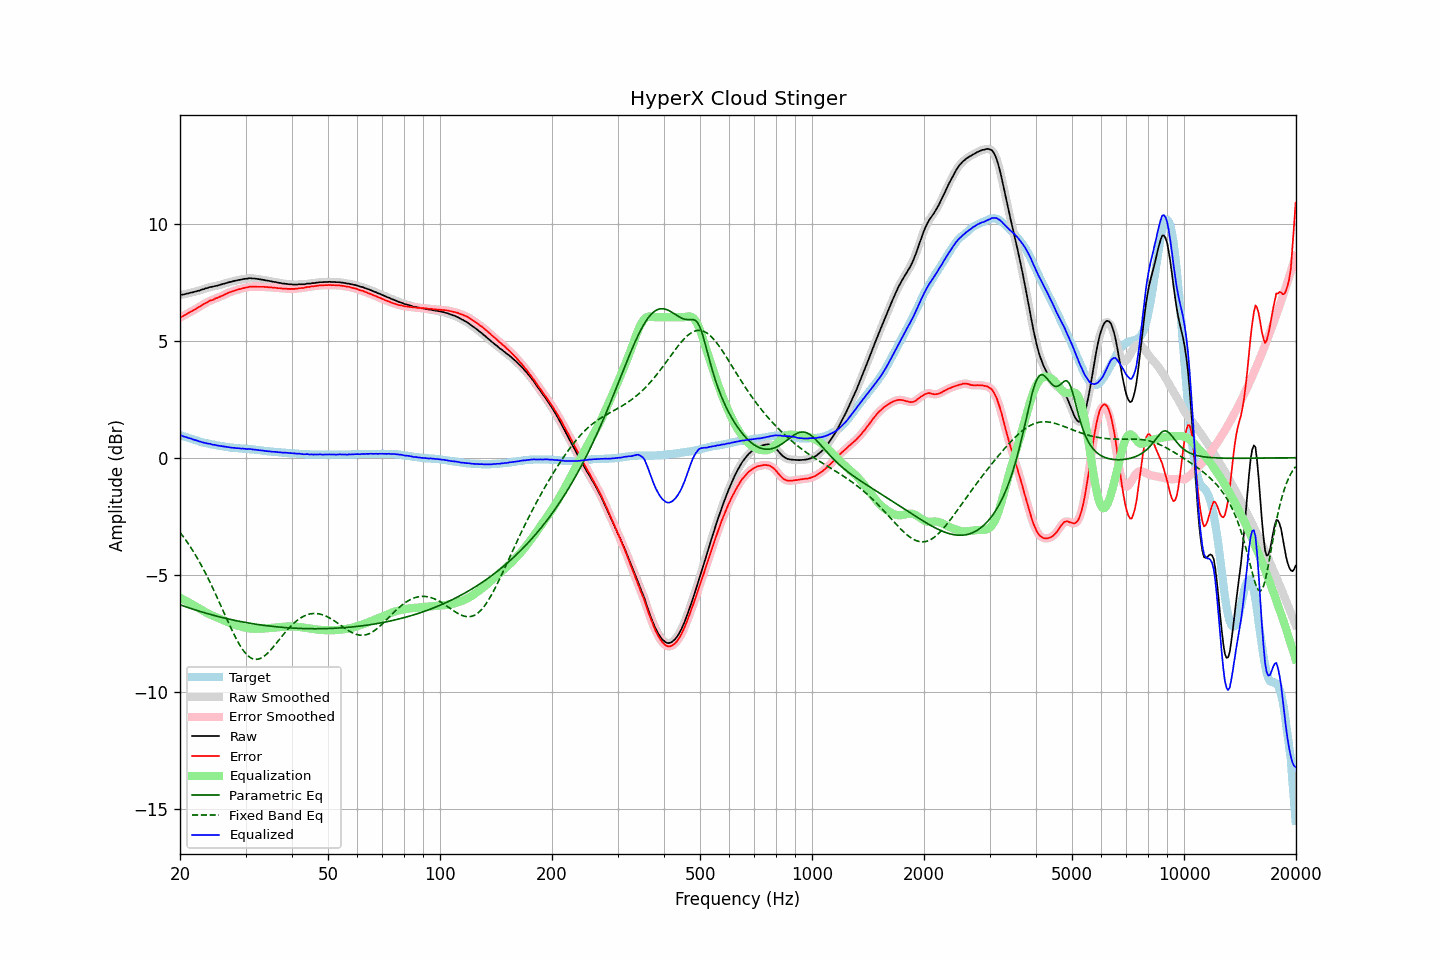 HyperX Cloud Stinger
Amplitude (dBr)
10
5
0
−5
−10
−15
Target
Raw Smoothed
Error Smoothed
Raw
Error
Equalization
Parametric Eq
Fixed Band Eq
Equalized
20 50 100 200 500 1000 2000 5000 10000 20000
Frequency (Hz)